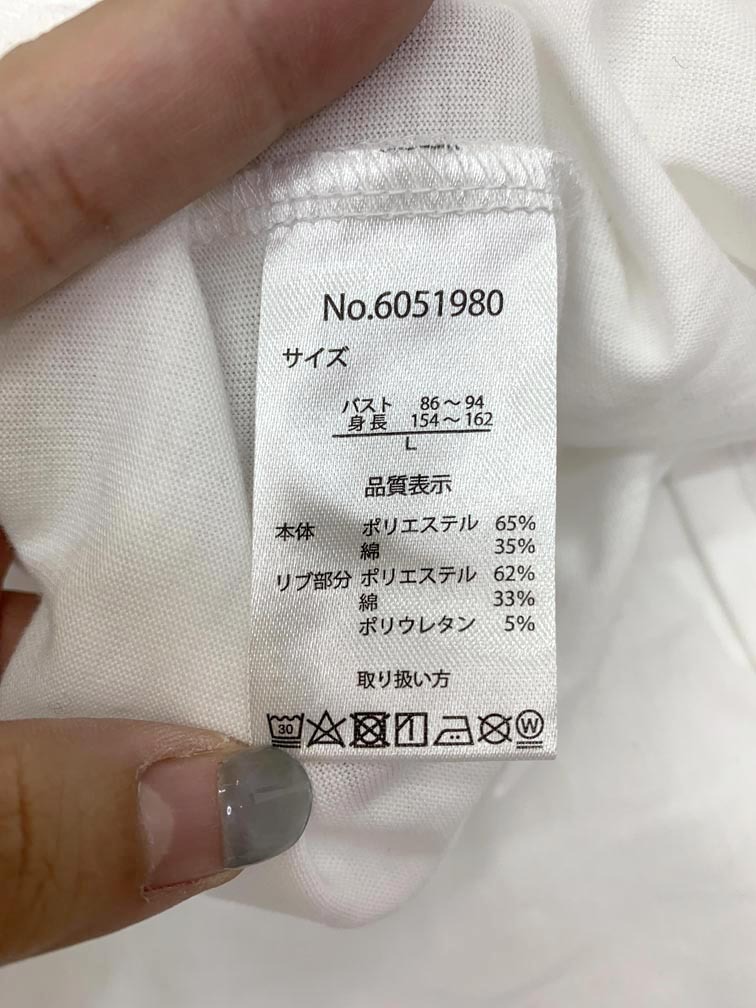 No.6051980
サイズ
バスト 86～94
身長 154～162
L
品質表示
本体 ポリエステル 65%
綿 35%
リブ部分 ポリエステル 62%
綿 33%
ポリウレタン 5%
取り扱い方
30 W